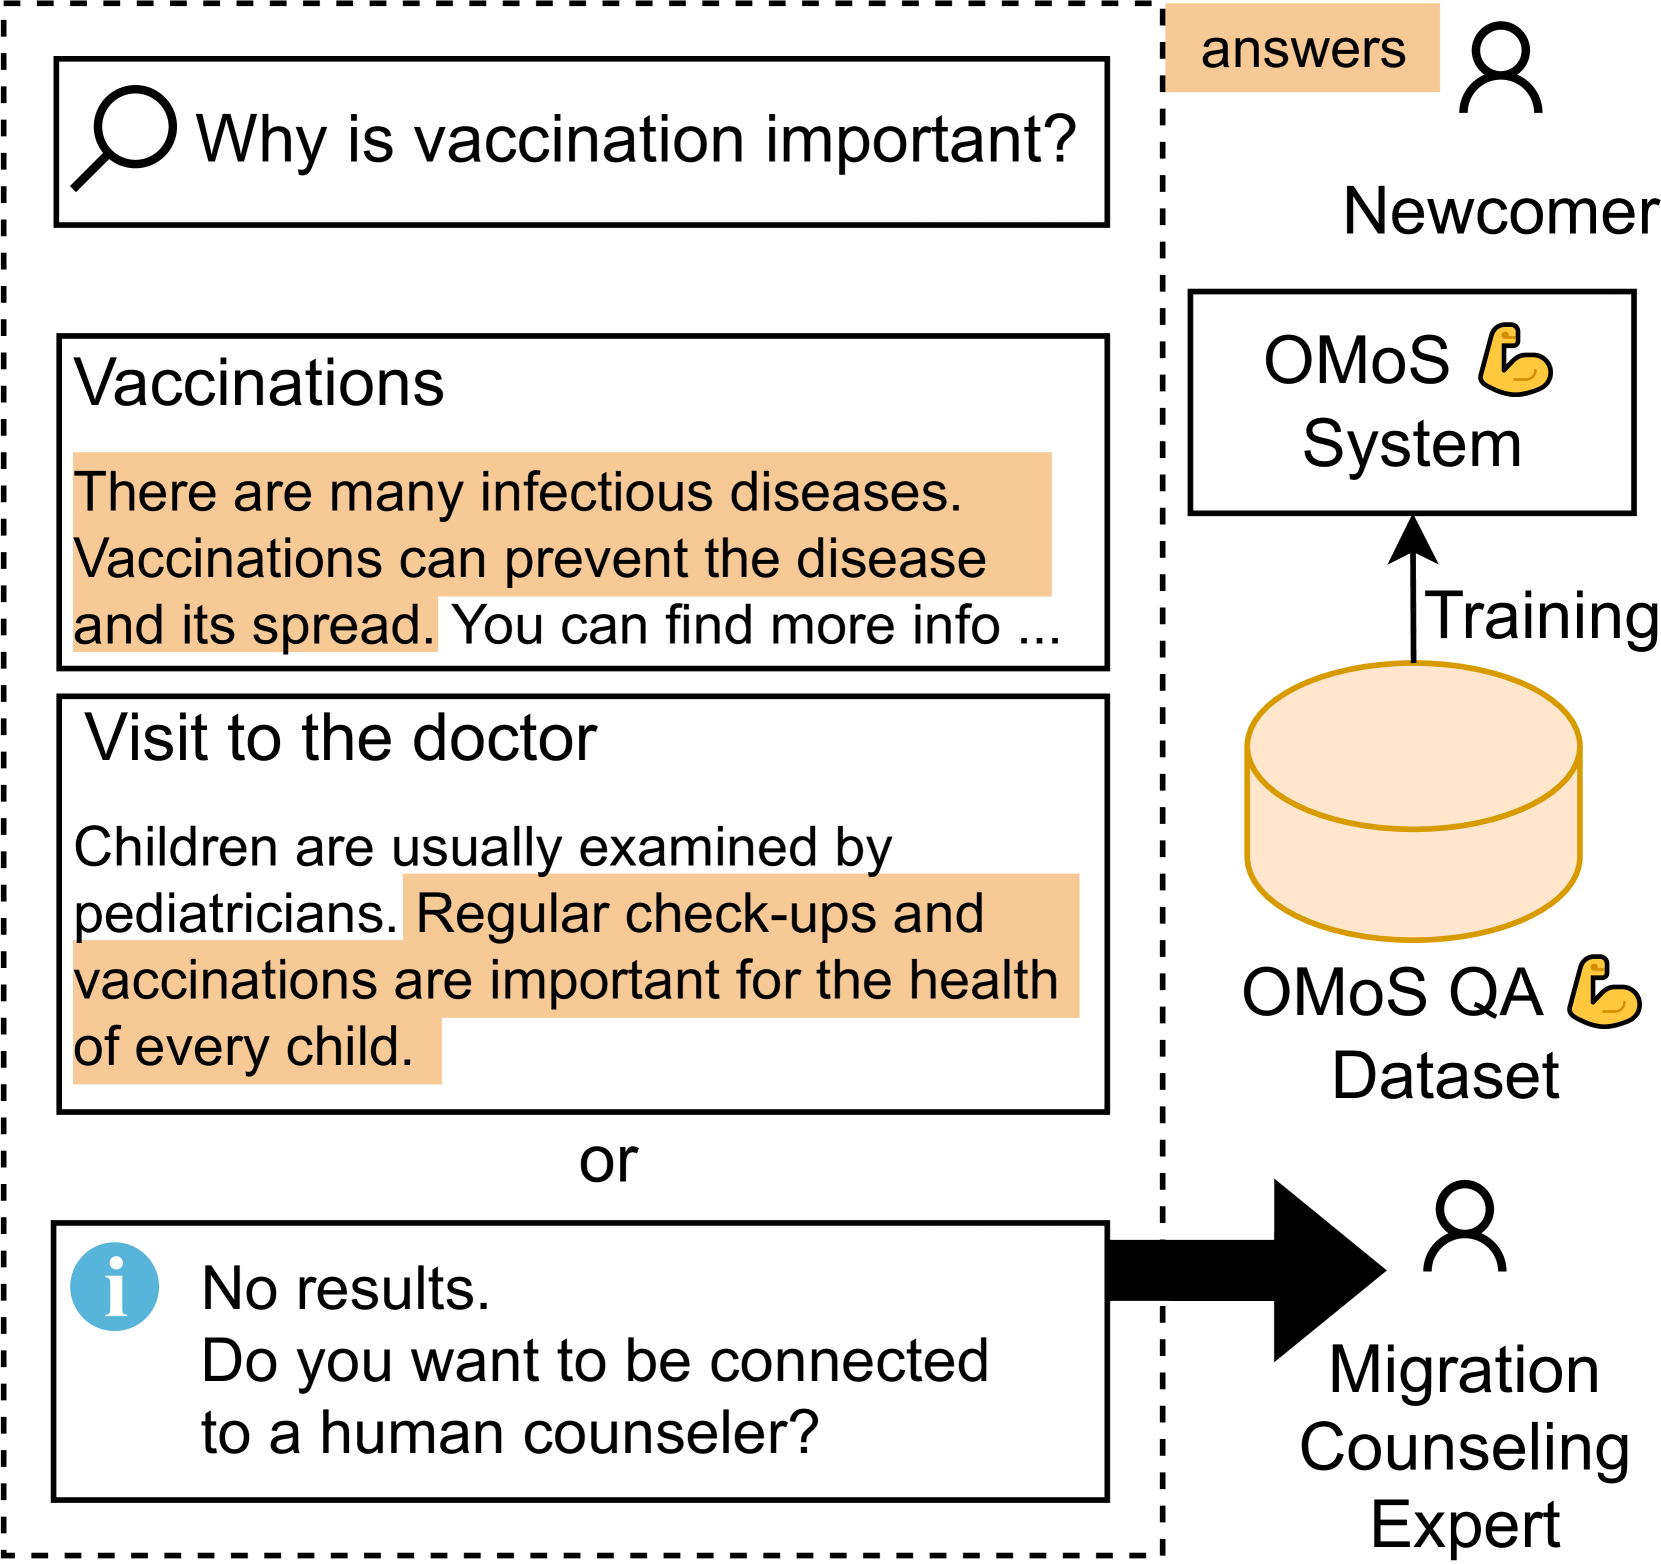 Why is vaccination important?
Vaccinations
There are many infectious diseases.
Vaccinations can prevent the disease
and its spread. You can find more info ...
Visit to the doctor
Children are usually examined by
pediatricians. Regular check-ups and
vaccinations are important for the health
of every child.
or
i
No results.
Do you want to be connected
to a human counseler?
answers
Newcomer
OMoS 💪
System
Training
OMoS QA 💪
Dataset
Migration
Counseling
Expert